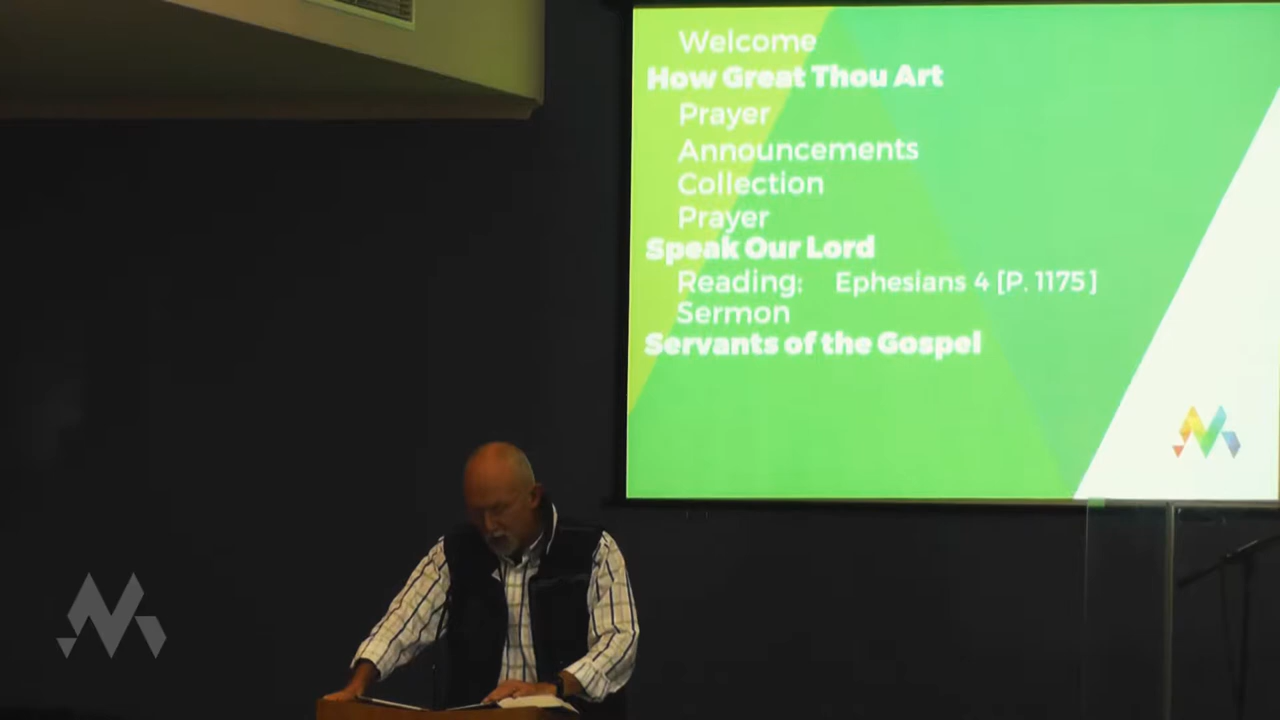 Welcome
How Great Thou Art
Prayer
Announcements
Collection
Prayer
Speak Our Lord
Reading: Ephesians 4 [P. 1175]
Sermon
Servants of the Gospel